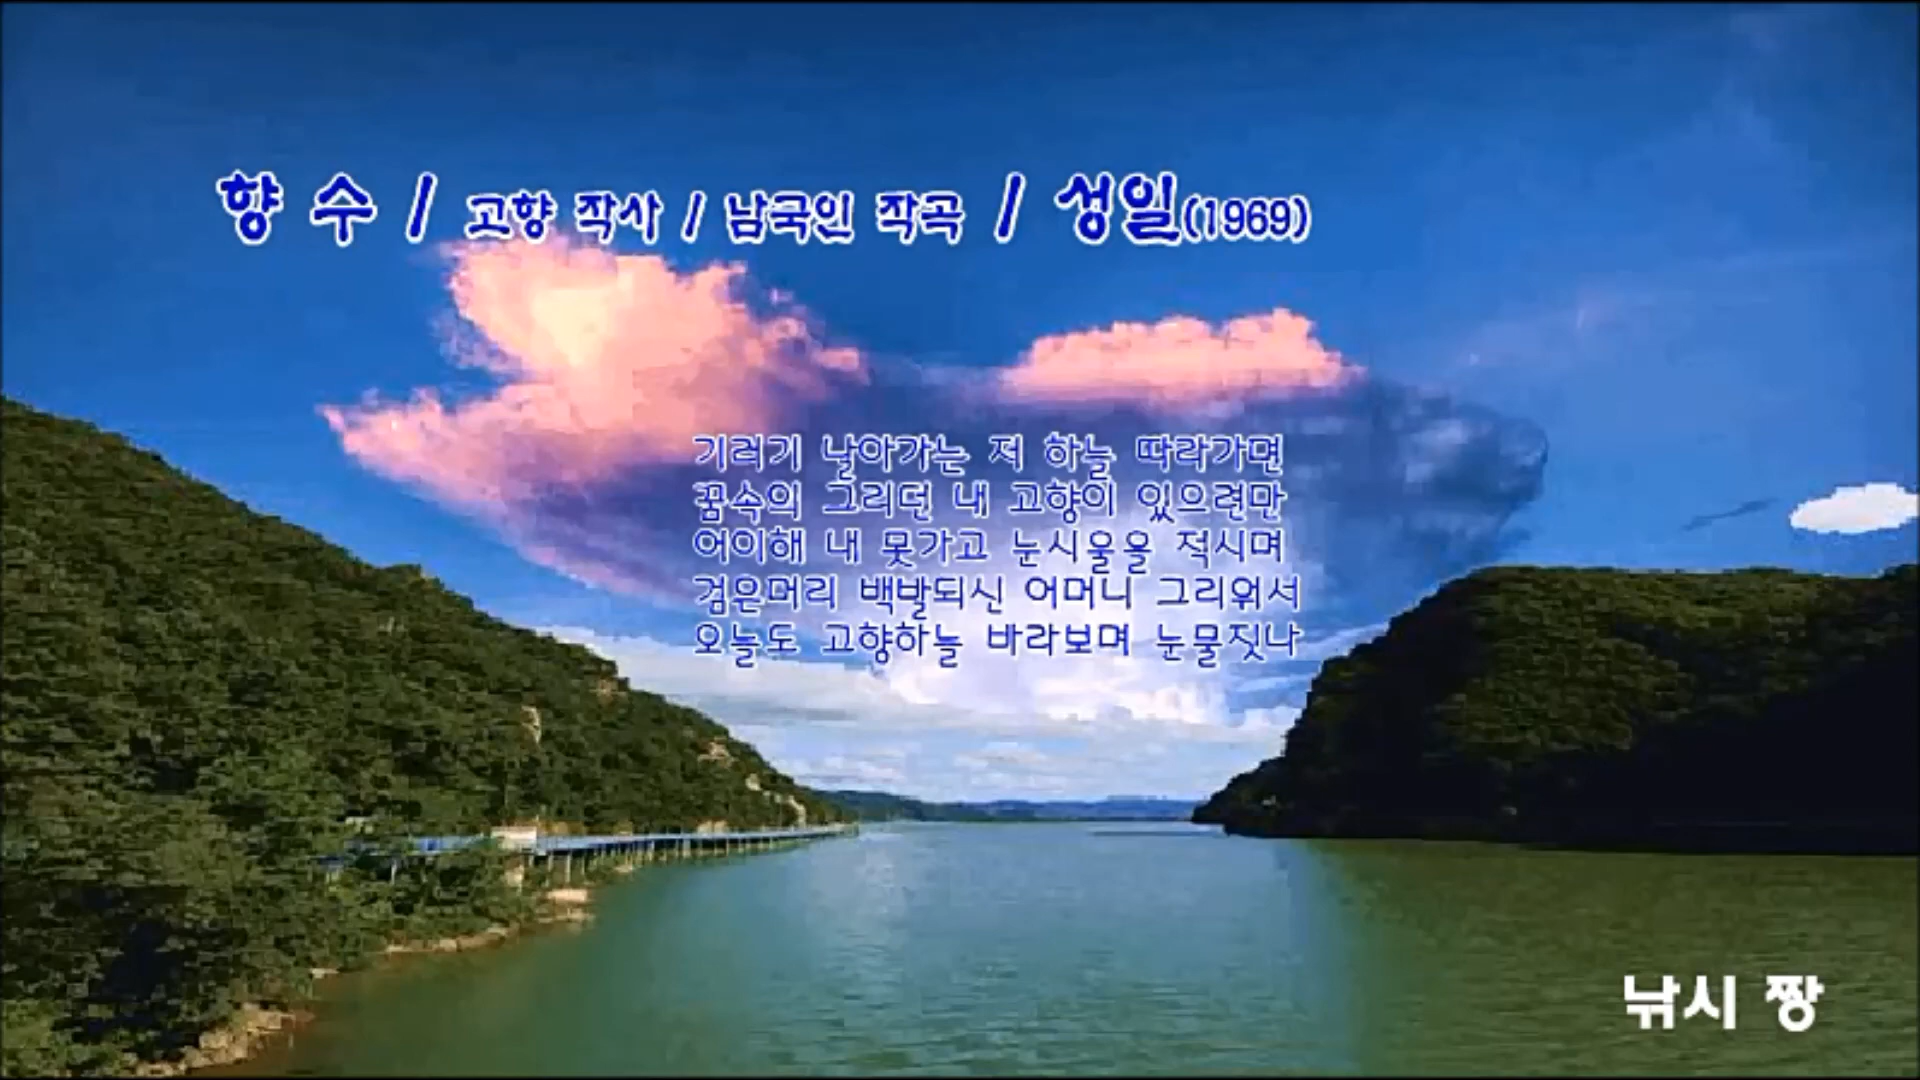 향 수 / 고향 작사 / 남국인 작곡 / 성일(1969)
기러기 날아가는 저 하늘 따라가면
꿈속의 그리던 내 고향이 있으련만
어이해 내 못가고 눈시울을 적시며
검은머리 백발되신 어머니 그리워서
오늘도 고향하늘 바라보며 눈물짓나
낚시 짱